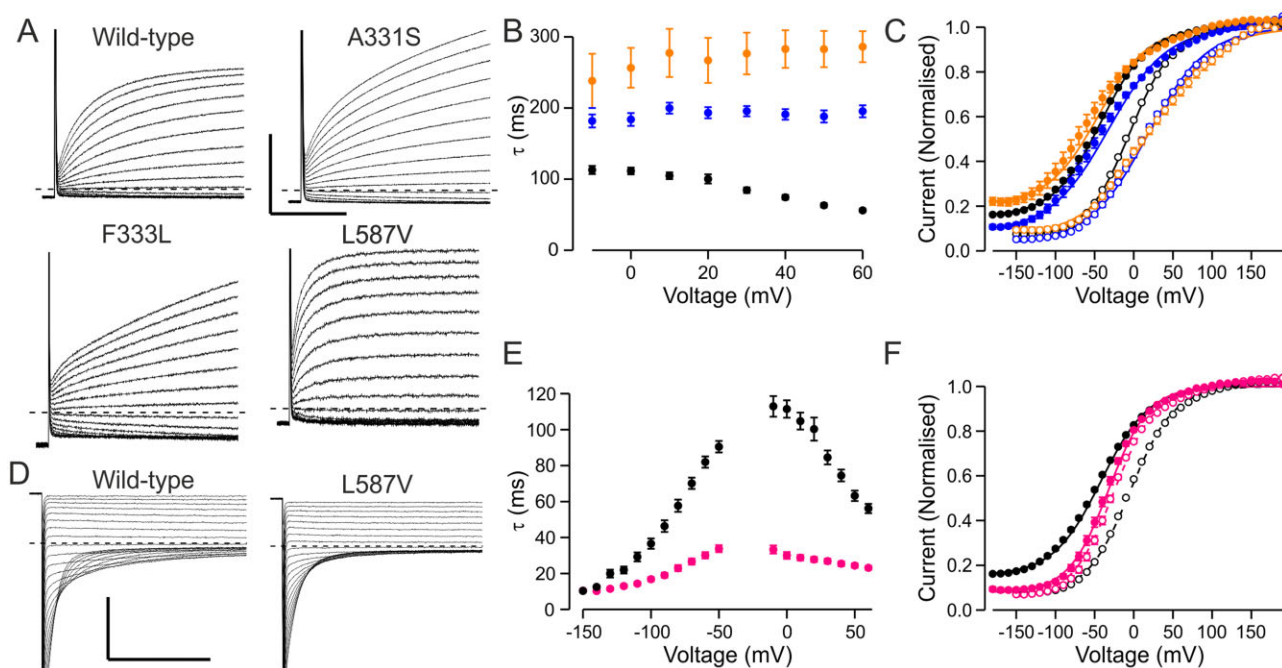 A
Wild-type
A331S
F333L
L587V
B
300
200
100
0
τ (ms)
0
20
40
60
Voltage (mV)
C
1.0
0.8
0.6
0.4
0.2
0.0
Current (Normalised)
-150
-100
-50
0
50
100
150
Voltage (mV)
D
Wild-type
L587V
E
120
100
80
60
40
20
0
τ (ms)
-150
-100
-50
0
50
Voltage (mV)
F
1.0
0.8
0.6
0.4
0.2
0.0
Current (Normalised)
-150
-100
-50
0
50
100
150
Voltage (mV)